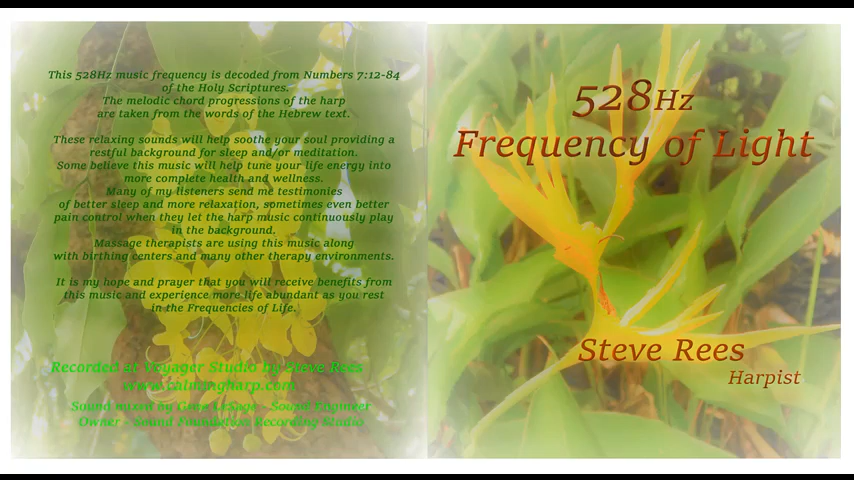 This 528Hz music frequency is decoded from Numbers 7:12-84
of the Holy Scriptures.
The melodic chord progressions of the harp
are taken from the words of the Hebrew text.
These relaxing sounds will help soothe your soul providing a
restful background for sleep and/or meditation.
Some believe this music will help tune your life energy into
more complete health and wellness.
Many of my listeners send me testimonies
of better sleep and more relaxation, sometimes even better
pain control when they let the harp music continuously play
in the background.
Massage therapists are using this music along
with birthing centers and many other therapy environments.
It is my hope and prayer that you will receive benefits from
this music and experience more life abundant as you rest
in the Frequencies of Life.
Recorded at Voyager Studio by Steve Rees
www.calmingharp.com
Sound mixed by Gary LeSage - Sound Engineer
Owner - Sound Foundation Recording Studio
528Hz
Frequency of Light
Steve Rees
Harpist